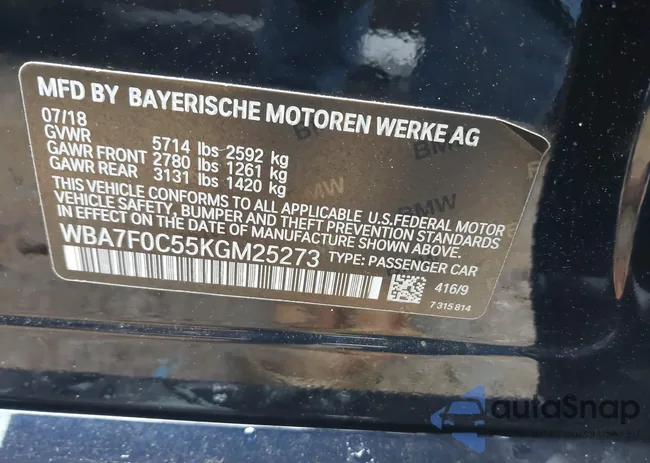 MFD BY BAYERISCHE MOTOREN WERKE AG
07/18
GVWR 5714 lbs 2592 kg
GAWR FRONT 2780 lbs 1261 kg
GAWR REAR 3131 lbs 1420 kg
THIS VEHICLE CONFORMS TO ALL APPLICABLE U.S.FEDERAL MOTOR
VEHICLE SAFETY, BUMPER AND THEFT PREVENTION STANDARDS
IN EFFECT ON THE DATE OF MANUFACTURE SHOWN ABOVE.
WBA7F0C55KGM25273 TYPE: PASSENGER CAR
416/9
7 315 814
BMW
BMW
BMW
autoSnap